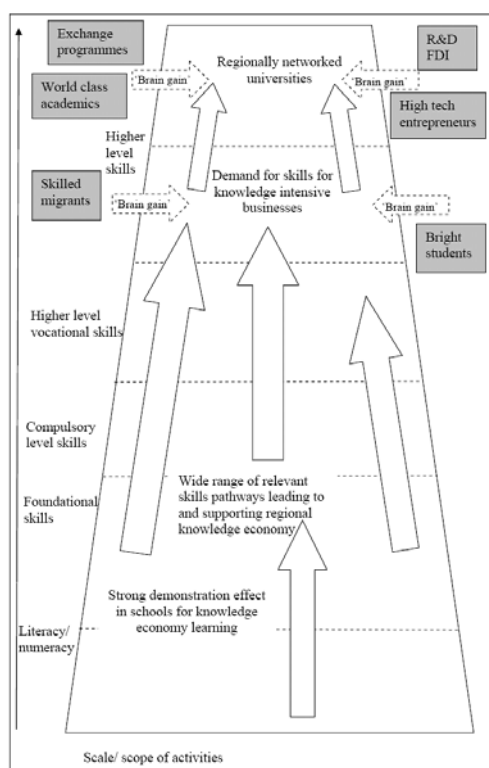 Exchange
programmes
Regionally networked
universities
R&D
FDI
'Brain gain'
'Brain gain'
World class
academics
High tech
entrepreneurs
Higher
level
skills
Demand for skills for
knowledge intensive
businesses
Skilled
migrants
'Brain gain'
'Brain gain'
Bright
students
Higher level
vocational skills
Compulsory
level skills
Wide range of relevant
skills pathways leading to
and supporting regional
knowledge economy
Foundational
skills
Strong demonstration effect
in schools for knowledge
economy learning
Literacy/
numeracy
Scale/ scope of activities